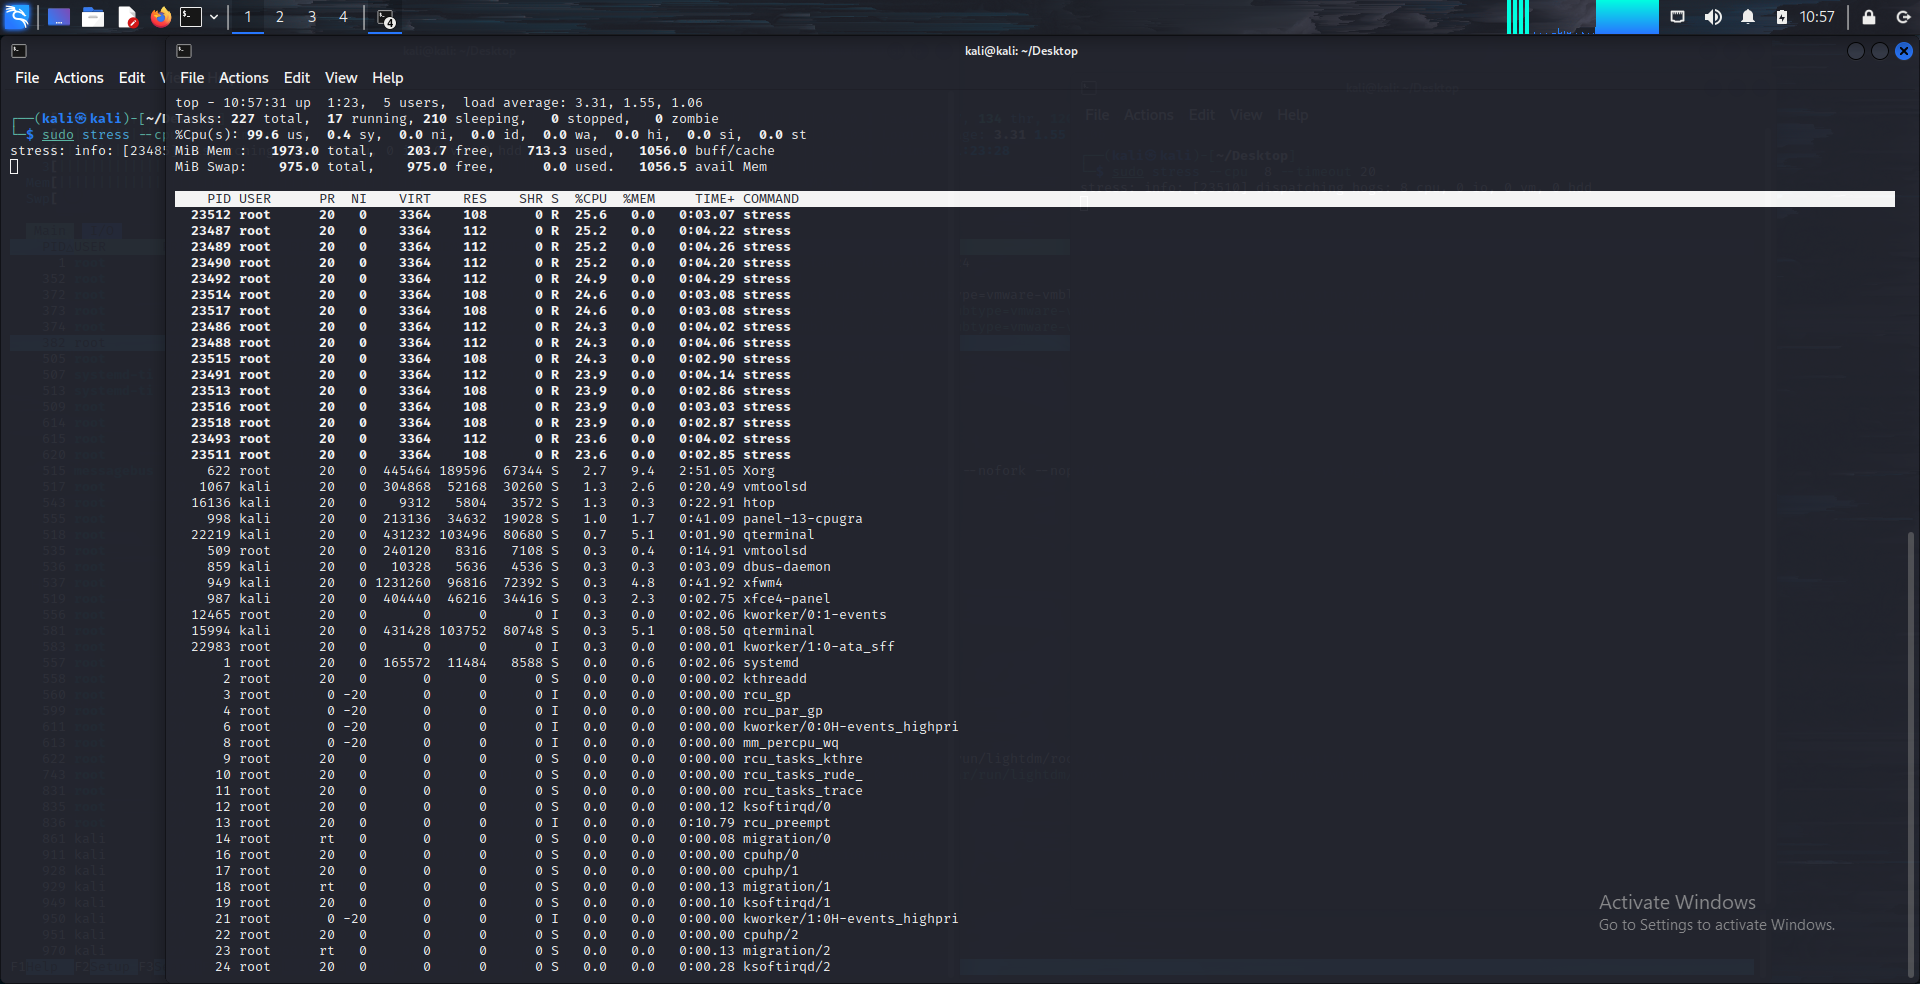 1 2 3 4 4 10:57
kali@kali: ~/Desktop
File Actions Edit
File Actions Edit View Help
(kali㉿kali)-[~/
$ sudo stress --cp
stress: info: [2348
top - 10:57:31 up  1:23,  5 users,  load average: 3.31, 1.55, 1.06
Tasks: 227 total,  17 running, 210 sleeping,   0 stopped,   0 zombie
%Cpu(s): 99.6 us,  0.4 sy,  0.0 ni,  0.0 id,  0.0 wa,  0.0 hi,  0.0 si,  0.0 st
MiB Mem :   1973.0 total,    203.7 free,    713.3 used,   1056.0 buff/cache
MiB Swap:    975.0 total,    975.0 free,      0.0 used.   1056.5 avail Mem
PID USER PR NI VIRT RES SHR S %CPU %MEM TIME+ COMMAND
23512 root 20 0 3364 108 0 R 25.6 0.0 0:03.07 stress
23487 root 20 0 3364 112 0 R 25.2 0.0 0:04.22 stress
23489 root 20 0 3364 112 0 R 25.2 0.0 0:04.26 stress
23490 root 20 0 3364 112 0 R 25.2 0.0 0:04.20 stress
23492 root 20 0 3364 112 0 R 24.9 0.0 0:04.29 stress
23514 root 20 0 3364 108 0 R 24.6 0.0 0:03.08 stress
23517 root 20 0 3364 108 0 R 24.6 0.0 0:03.08 stress
23486 root 20 0 3364 112 0 R 24.3 0.0 0:04.02 stress
23488 root 20 0 3364 112 0 R 24.3 0.0 0:04.06 stress
23515 root 20 0 3364 108 0 R 24.3 0.0 0:02.90 stress
23491 root 20 0 3364 112 0 R 23.9 0.0 0:04.14 stress
23513 root 20 0 3364 108 0 R 23.9 0.0 0:02.86 stress
23516 root 20 0 3364 108 0 R 23.9 0.0 0:03.03 stress
23518 root 20 0 3364 108 0 R 23.9 0.0 0:02.87 stress
23493 root 20 0 3364 112 0 R 23.6 0.0 0:04.02 stress
23511 root 20 0 3364 108 0 R 23.6 0.0 0:02.85 stress
622 root 20 0 445464 189596 67344 S 2.7 9.4 2:51.05 Xorg
1067 kali 20 0 304868 52168 30260 S 1.3 2.6 0:20.49 vmtoolsd
16136 kali 20 0 9312 5804 3572 S 1.3 0.3 0:22.91 htop
998 kali 20 0 213136 34632 19028 S 1.0 1.7 0:41.09 panel-13-cpugra
22219 kali 20 0 431232 103496 80680 S 0.7 5.1 0:01.90 qterminal
509 root 20 0 240120 8316 7108 S 0.3 0.4 0:14.91 vmtoolsd
859 kali 20 0 10328 5636 4536 S 0.3 0.3 0:03.09 dbus-daemon
949 kali 20 0 1231260 96816 72392 S 0.3 4.8 0:41.92 xfwm4
987 kali 20 0 404440 46216 34416 S 0.3 2.3 0:02.75 xfce4-panel
12465 root 20 0 0 0 0 I 0.3 0.0 0:02.06 kworker/0:1-events
15994 kali 20 0 431428 103752 80748 S 0.3 5.1 0:08.50 qterminal
22983 root 20 0 0 0 0 I 0.3 0.0 0:00.01 kworker/1:0-ata_sff
1 root 20 0 165572 11484 8588 S 0.0 0.6 0:02.06 systemd
2 root 20 0 0 0 0 S 0.0 0.0 0:00.02 kthreadd
3 root 0 -20 0 0 0 I 0.0 0.0 0:00.00 rcu_gp
4 root 0 -20 0 0 0 I 0.0 0.0 0:00.00 rcu_par_gp
6 root 0 -20 0 0 0 I 0.0 0.0 0:00.00 kworker/0:0H-events_highpri
8 root 0 -20 0 0 0 I 0.0 0.0 0:00.00 mm_percpu_wq
9 root 20 0 0 0 0 S 0.0 0.0 0:00.00 rcu_tasks_kthre
10 root 20 0 0 0 0 S 0.0 0.0 0:00.00 rcu_tasks_rude_
11 root 20 0 0 0 0 S 0.0 0.0 0:00.00 rcu_tasks_trace
12 root 20 0 0 0 0 S 0.0 0.0 0:00.12 ksoftirqd/0
13 root 20 0 0 0 0 I 0.0 0.0 0:10.79 rcu_preempt
14 root rt 0 0 0 0 S 0.0 0.0 0:00.08 migration/0
16 root 20 0 0 0 0 S 0.0 0.0 0:00.00 cpuhp/0
17 root 20 0 0 0 0 S 0.0 0.0 0:00.00 cpuhp/1
18 root rt 0 0 0 0 S 0.0 0.0 0:00.13 migration/1
19 root 20 0 0 0 0 S 0.0 0.0 0:00.10 ksoftirqd/1
21 root 0 -20 0 0 0 I 0.0 0.0 0:00.00 kworker/1:0H-events_highpri
22 root 20 0 0 0 0 S 0.0 0.0 0:00.00 cpuhp/2
23 root rt 0 0 0 0 S 0.0 0.0 0:00.13 migration/2
24 root 20 0 0 0 0 S 0.0 0.0 0:00.28 ksoftirqd/2
Activate Windows
Go to Settings to activate Windows.